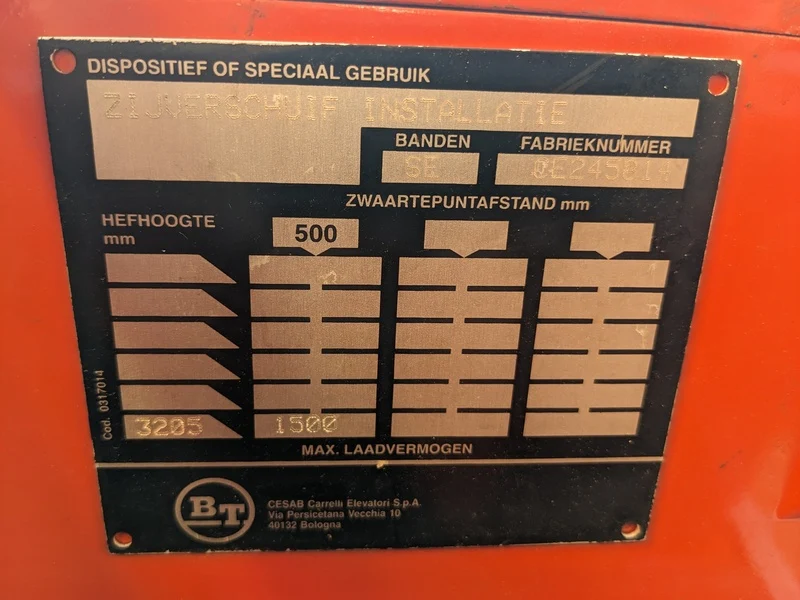 DISPOSITIEF OF SPECIAAL GEBRUIK
ZIJVERSCHUIF INSTALLATIE
BANDEN FABRIEKNUMMER
SE
ZWAARTEPUNTAFSTAND mm
HEFHOOGTE
mm
500
3205 1500
MAX. LAADVERMOGEN
Cod. 0317014
BT
CESAB Carrelli Elevatori S.p.A.
Via Persicetana Vecchia 10
40132 Bologna